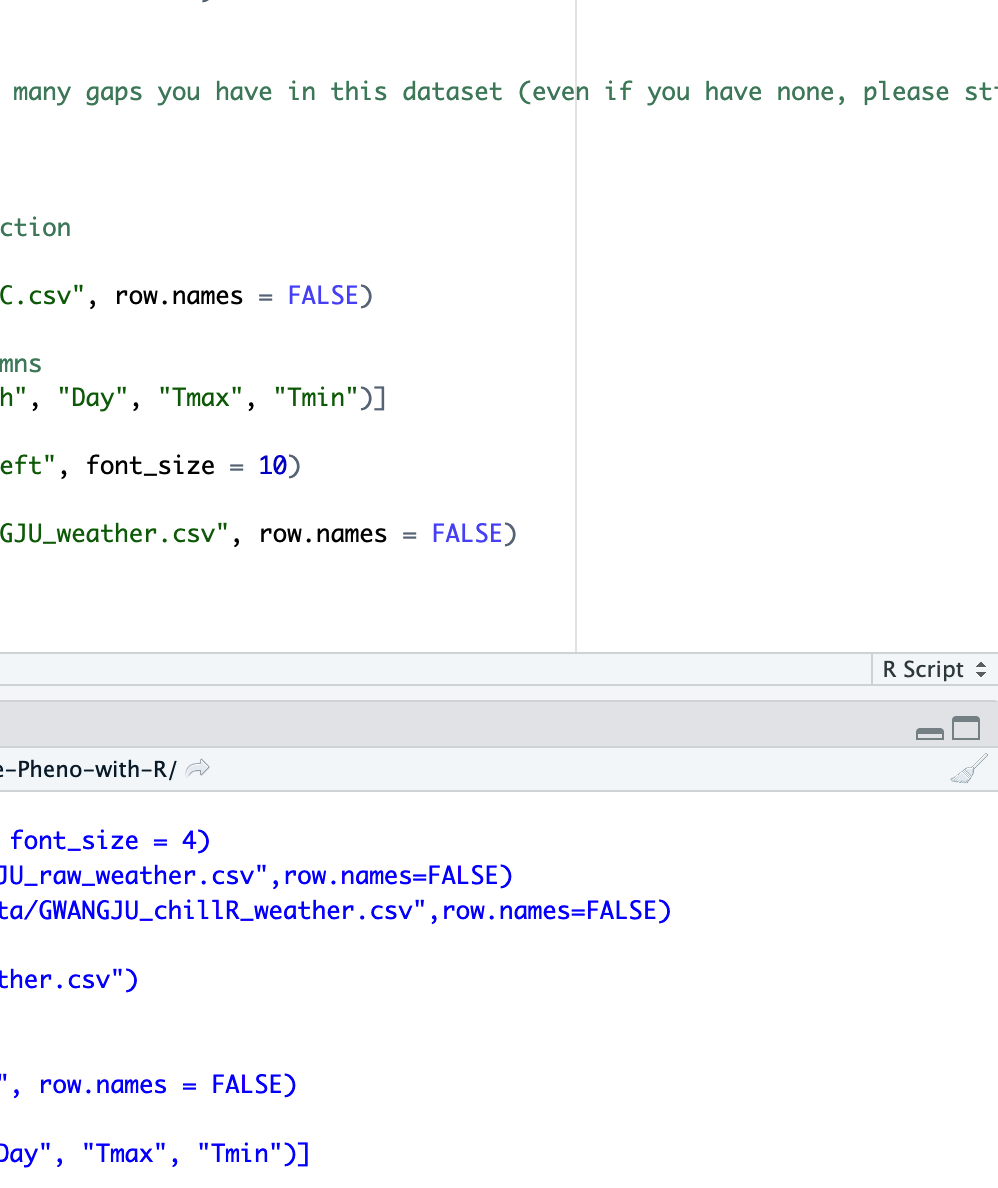 many gaps you have in this dataset (even if you have none, please
ction
C.csv", row.names = FALSE)
mns
h", "Day", "Tmax", "Tmin")]
eft", font_size = 10)
GJU_weather.csv", row.names = FALSE)
R Script
e-Pheno-with-R/
font_size = 4)
JU_raw_weather.csv",row.names=FALSE)
ta/GWANGJU_chillR_weather.csv",row.names=FALSE)
ther.csv")
", row.names = FALSE)
Day", "Tmax", "Tmin")]